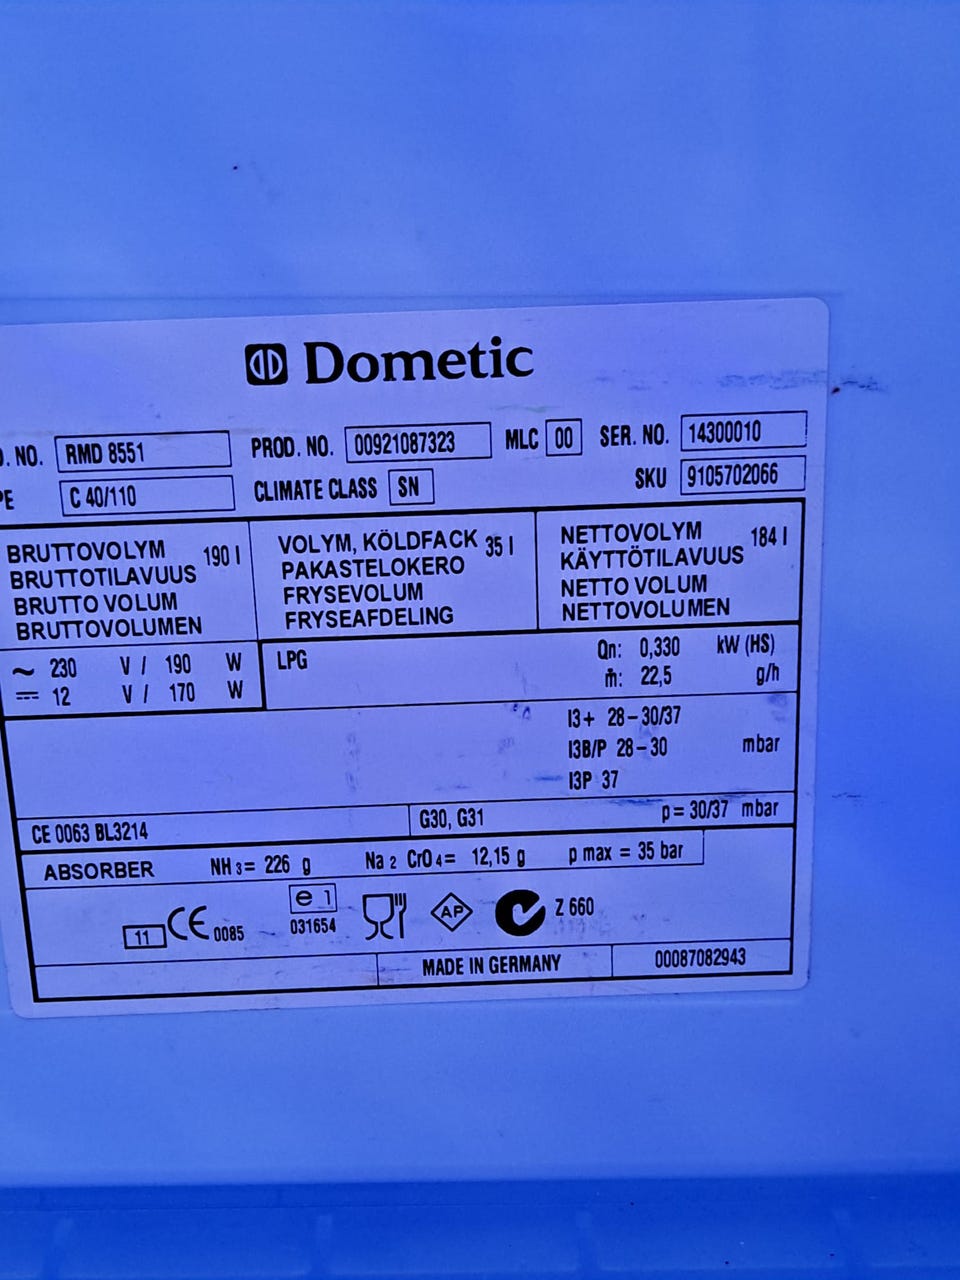 Dometic
. NO. RMD 8551 PROD. NO. 00921087323 MLC 00 SER. NO. 14300010
PE C 40/110 CLIMATE CLASS SN SKU 9105702066
BRUTTOVOLYM 190 l
BRUTTOTILAVUUS
BRUTTO VOLUM
BRUTTOVOLUMEN
VOLYM, KÖLDFACK 35 l
PAKASTELOKERO
FRYSEVOLUM
FRYSEAFDELING
NETTOVOLYM 184 l
KÄYTTÖTILAVUUS
NETTO VOLUM
NETTOVOLUMEN
~ 230 V / 190 W
⎓ 12 V / 170 W
LPG Qn: 0,330 kW (HS)
ṁ: 22,5 g/h
I3+ 28-30/37
I3B/P 28-30 mbar
I3P 37
CE 0063 BL3214 G30, G31 p= 30/37 mbar
ABSORBER NH3= 226 g Na2 CrO4= 12,15 g p max = 35 bar
11 CE 0085 e 1 031654 AP Z 660
MADE IN GERMANY 00087082943